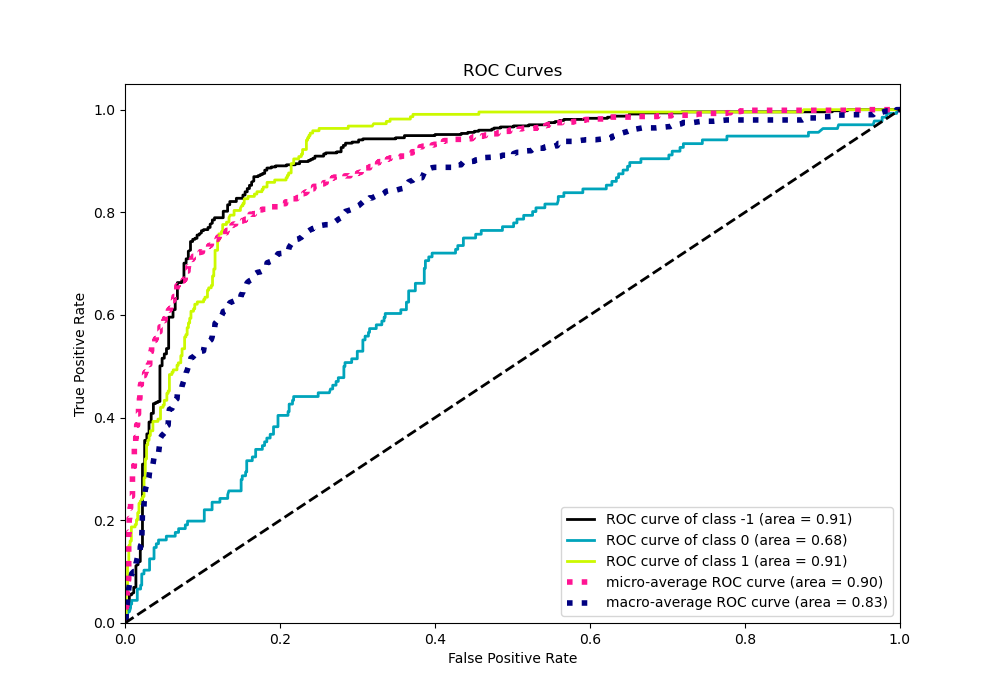 ROC Curves
True Positive Rate
1.0
0.8
0.6
0.4
0.2
0.0
0.0 0.2 0.4 0.6 0.8 1.0
False Positive Rate
ROC curve of class -1 (area = 0.91)
ROC curve of class 0 (area = 0.68)
ROC curve of class 1 (area = 0.91)
micro-average ROC curve (area = 0.90)
macro-average ROC curve (area = 0.83)